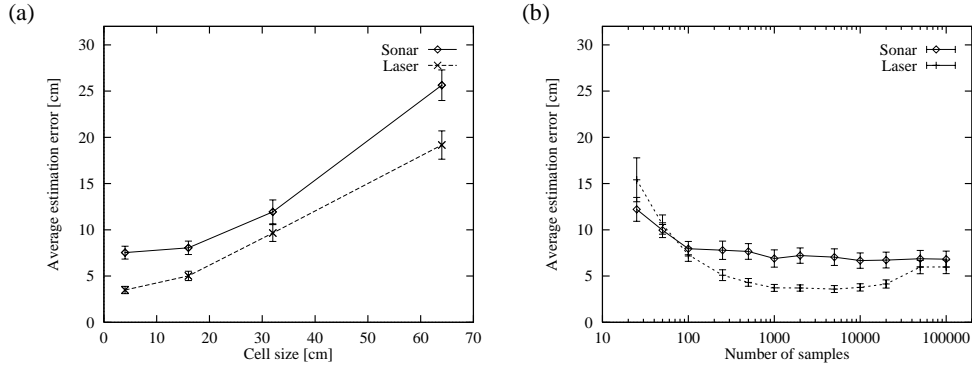 (a)
Average estimation error [cm]
30
25
20
15
10
5
0
Sonar
Laser
0 10 20 30 40 50 60 70
Cell size [cm]
(b)
Average estimation error [cm]
30
25
20
15
10
5
0
Sonar
Laser
10 100 1000 10000 100000
Number of samples